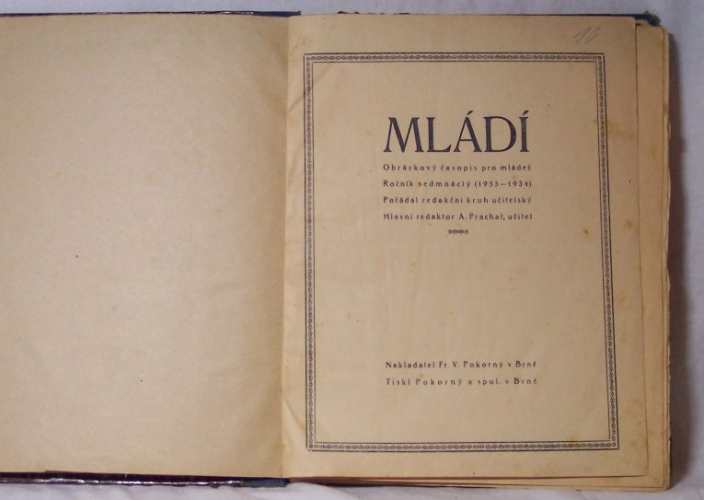 MLÁDÍ
Obrázkový časopis pro mládež
Ročník sedmnáctý (1933—1934)
Pořádal redakční kruh učitelský
Hlavní redaktor A. Prachař, učitel
Nakladatel Fr. V. Pokorný v Brně
Tiskl Pokorný a spol. v Brně